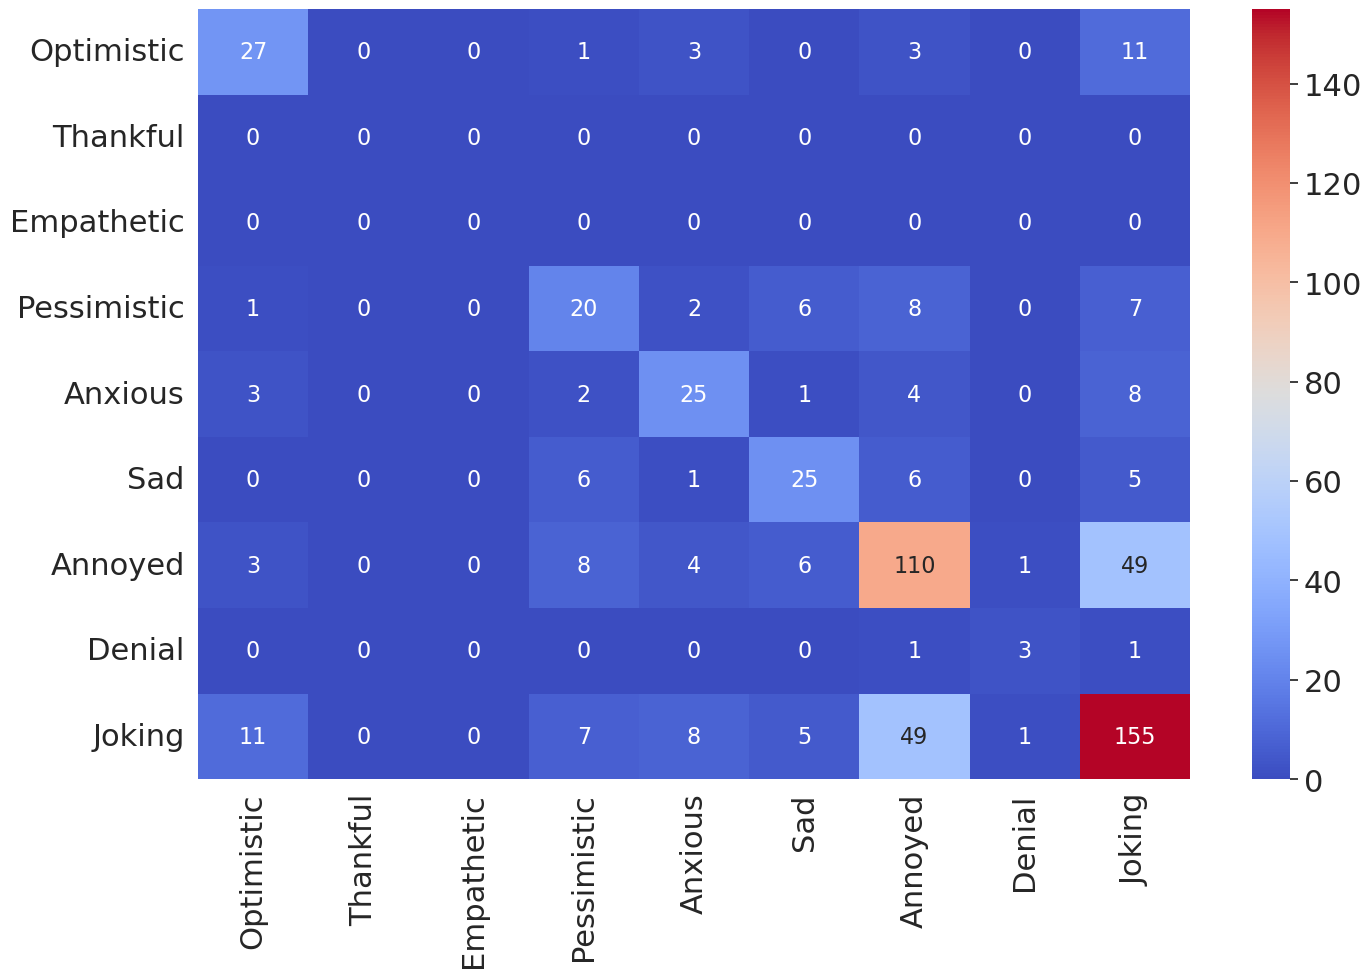 Optimistic 27 0 0 1 3 0 3 0 11
Thankful 0 0 0 0 0 0 0 0 0
Empathetic 0 0 0 0 0 0 0 0 0
Pessimistic 1 0 0 20 2 6 8 0 7
Anxious 3 0 0 2 25 1 4 0 8
Sad 0 0 0 6 1 25 6 0 5
Annoyed 3 0 0 8 4 6 110 1 49
Denial 0 0 0 0 0 0 1 3 1
Joking 11 0 0 7 8 5 49 1 155
Optimistic
Thankful
Empathetic
Pessimistic
Anxious
Sad
Annoyed
Denial
Joking
140
120
100
80
60
40
20
0